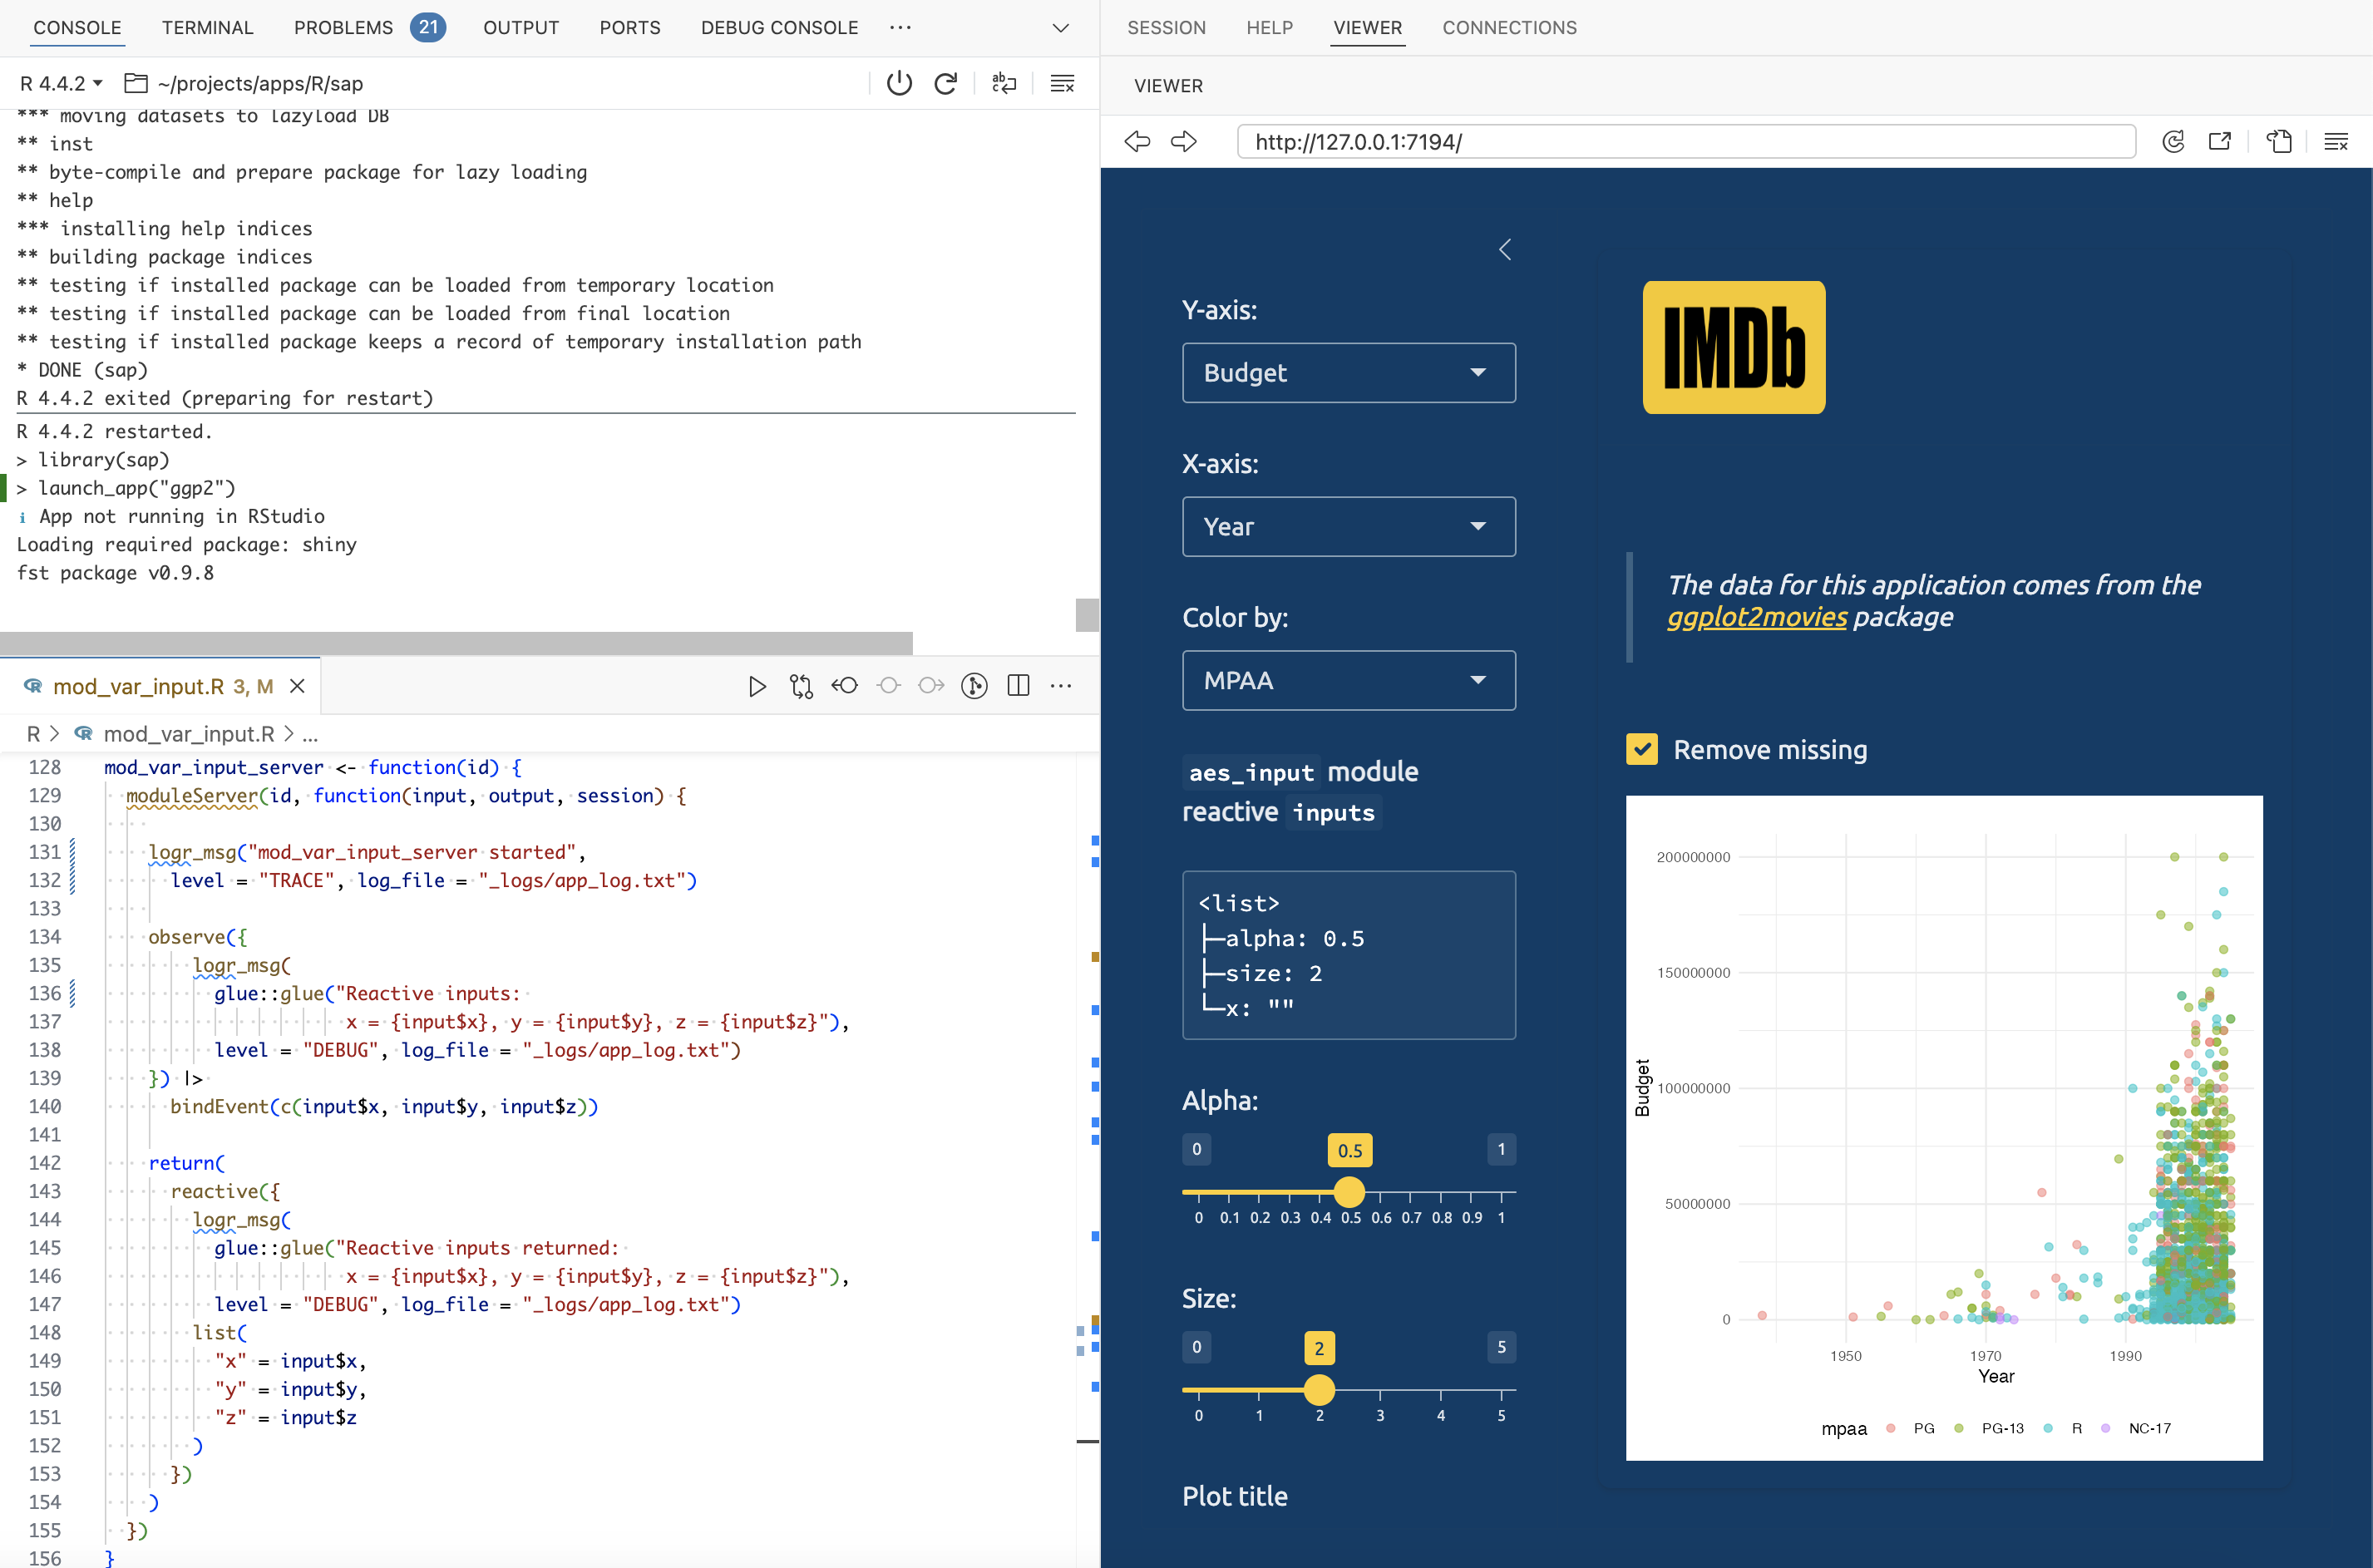 CONSOLE TERMINAL PROBLEMS 21 OUTPUT PORTS DEBUG CONSOLE ···
R 4.4.2 ~/projects/apps/R/sap
*** moving datasets to lazyload DB
** inst
** byte-compile and prepare package for lazy loading
** help
*** installing help indices
** building package indices
** testing if installed package can be loaded from temporary location
** testing if installed package can be loaded from final location
** testing if installed package keeps a record of temporary installation path
* DONE (sap)
R 4.4.2 exited (preparing for restart)
R 4.4.2 restarted.
> library(sap)
> launch_app("ggp2")
ℹ App not running in RStudio
Loading required package: shiny
fst package v0.9.8
mod_var_input.R 3, M
R > mod_var_input.R > ...
128 mod_var_input_server <- function(id) {
129 moduleServer(id, function(input, output, session) {
130
131 logr_msg("mod_var_input_server started",
132 level = "TRACE", log_file = "_logs/app_log.txt")
133
134 observe({
135 logr_msg(
136 glue::glue("Reactive inputs:
137 x = {input$x}, y = {input$y}, z = {input$z}"),
138 level = "DEBUG", log_file = "_logs/app_log.txt")
139 }) |>
140 bindEvent(c(input$x, input$y, input$z))
141
142 return(
143 reactive({
144 logr_msg(
145 glue::glue("Reactive inputs returned:
146 x = {input$x}, y = {input$y}, z = {input$z}"),
147 level = "DEBUG", log_file = "_logs/app_log.txt")
148 list(
149 "x" = input$x,
150 "y" = input$y,
151 "z" = input$z
152 )
153 })
154 )
155 })
156 }
SESSION HELP VIEWER CONNECTIONS
VIEWER
http://127.0.0.1:7194/
Y-axis:
Budget
X-axis:
Year
Color by:
MPAA
aes_input module
reactive inputs
<list>
├─alpha: 0.5
├─size: 2
└─x: ""
Alpha:
0 0.5 1
0 0.1 0.2 0.3 0.4 0.5 0.6 0.7 0.8 0.9 1
Size:
0 2 5
0 1 2 3 4 5
Plot title
IMDb
The data for this application comes from the
ggplot2movies package
Remove missing
200000000
150000000
100000000
50000000
0
Budget
1950 1970 1990
Year
mpaa PG PG-13 R NC-17